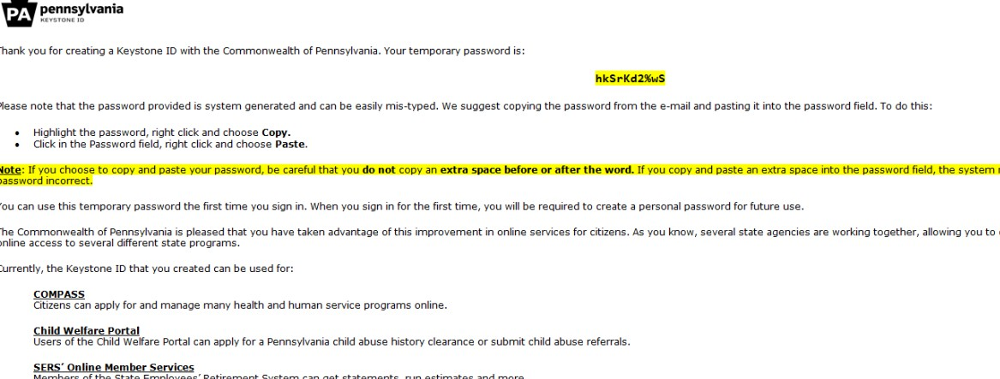 PA pennsylvania
KEYSTONE ID
Thank you for creating a Keystone ID with the Commonwealth of Pennsylvania. Your temporary password is:
hkSrKd2%wS
Please note that the password provided is system generated and can be easily mis-typed. We suggest copying the password from the e-mail and pasting it into the password field. To do this:
• Highlight the password, right click and choose Copy.
• Click in the Password field, right click and choose Paste.
Note: If you choose to copy and paste your password, be careful that you do not copy an extra space before or after the word. If you copy and paste an extra space into the password field, the system
password incorrect.
You can use this temporary password the first time you sign in. When you sign in for the first time, you will be required to create a personal password for future use.
The Commonwealth of Pennsylvania is pleased that you have taken advantage of this improvement in online services for citizens. As you know, several state agencies are working together, allowing you to
online access to several different state programs.
Currently, the Keystone ID that you created can be used for:
COMPASS
Citizens can apply for and manage many health and human service programs online.
Child Welfare Portal
Users of the Child Welfare Portal can apply for a Pennsylvania child abuse history clearance or submit child abuse referrals.
SERS' Online Member Services
Members of the State Employees' Retirement System can get statements, run estimates and more.